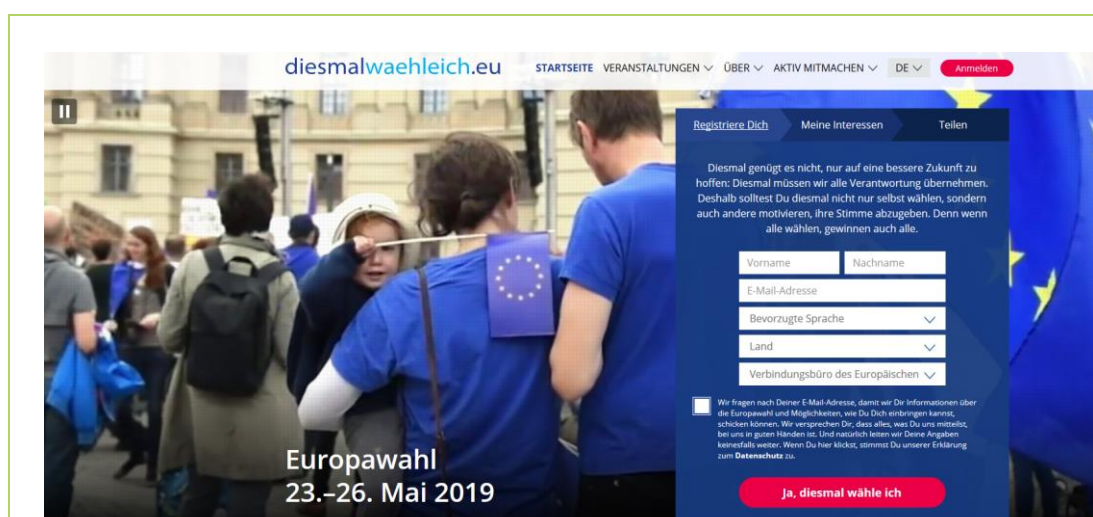 diesmalwaehleich.eu
STARTSEITE VERANSTALTUNGEN ÜBER AKTIV MITMACHEN DE Anmelden
Registriere Dich Meine Interessen Teilen
Diesmal genügt es nicht, nur auf eine bessere Zukunft zu
hoffen: Diesmal müssen wir alle Verantwortung übernehmen.
Deshalb solltest Du diesmal nicht nur selbst wählen, sondern
auch andere motivieren, ihre Stimme abzugeben. Denn wenn
alle wählen, gewinnen auch alle.
Vorname Nachname
E-Mail-Adresse
Bevorzugte Sprache
Land
Verbindungsbüro des Europäischen
Wir fragen nach Deiner E-Mail-Adresse, damit wir Dir Informationen über
die Europawahl und Möglichkeiten, wie Du Dich einbringen kannst,
schicken können. Wir versprechen Dir, dass alles, was Du uns mitteilst,
bei uns in guten Händen ist. Und natürlich leiten wir Deine Angaben
keinesfalls weiter. Wenn Du hier klickst, stimmst Du unserer Erklärung
zum Datenschutz zu.
Ja, diesmal wähle ich
Europawahl
23.–26. Mai 2019